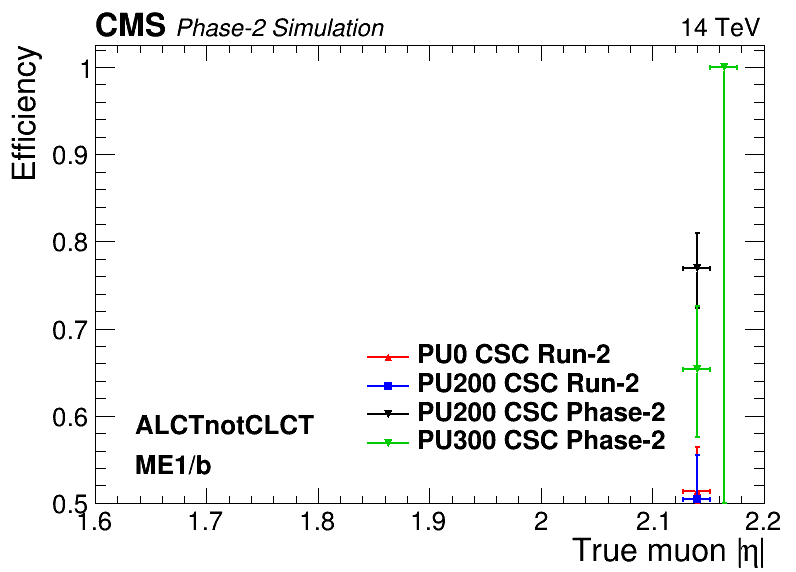 CMS Phase-2 Simulation 14 TeV
Efficiency
1
0.9
0.8
0.7
0.6
0.5
PU0 CSC Run-2
PU200 CSC Run-2
PU200 CSC Phase-2
PU300 CSC Phase-2
ALCTnotCLCT
ME1/b
1.6 1.7 1.8 1.9 2 2.1 2.2
True muon |η|